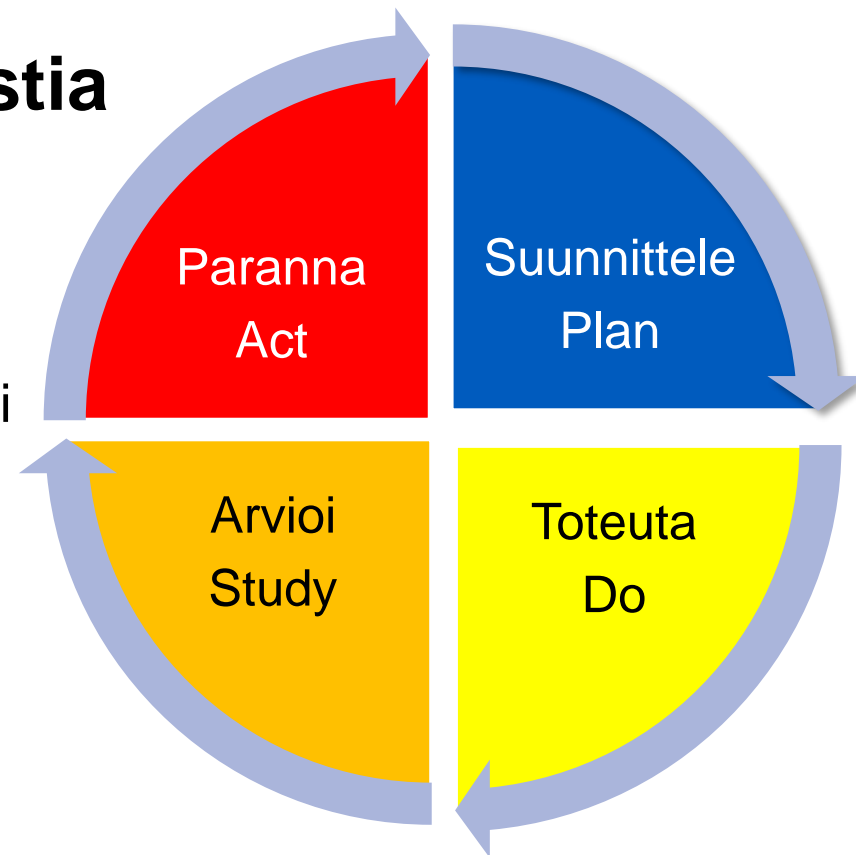 stia
Paranna
Act
Suunnittele
Plan
i
Arvioi
Study
Toteuta
Do